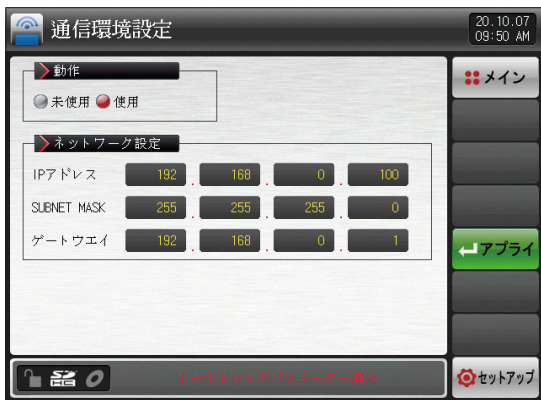 通信環境設定
20.10.07
09:50 AM
動作
未使用 使用
ネットワーク設定
IPアドレス 192 . 168 . 0 . 100
SUBNET MASK 255 . 255 . 255 . 0
ゲートウエイ 192 . 168 . 0 . 1
メイン
アプライ
セットアップ